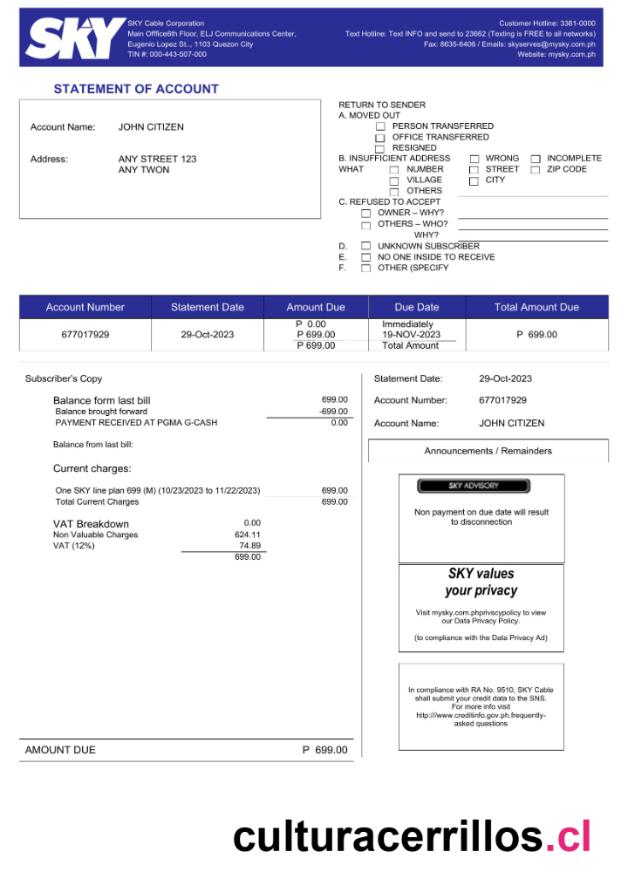 SKY
SKY Cable Corporation
Main Office6th Floor, ELJ Communications Center,
Eugenio Lopez St., 1103 Quezon City
TIN #: 000-443-507-000
Customer Hotline: 3381-0000
Text Hotline: Text INFO and send to 23662 (Texting is FREE to all networks)
Fax: 8635-6406 / Emails: skyserves@mysky.com.ph
Website: mysky.com.ph
STATEMENT OF ACCOUNT
Account Name: JOHN CITIZEN
Address: ANY STREET 123
ANY TWON
RETURN TO SENDER
A. MOVED OUT
PERSON TRANSFERRED
OFFICE TRANSFERRED
RESIGNED
B. INSUFFICIENT ADDRESS WRONG INCOMPLETE
WHAT NUMBER STREET ZIP CODE
VILLAGE CITY
OTHERS
C. REFUSED TO ACCEPT
OWNER – WHY?
OTHERS – WHO?
WHY?
D. UNKNOWN SUBSCRIBER
E. NO ONE INSIDE TO RECEIVE
F. OTHER (SPECIFY
Account Number Statement Date Amount Due Due Date Total Amount Due
P 0.00 Immediately
677017929 29-Oct-2023 P 699.00 19-NOV-2023 P 699.00
P 699.00 Total Amount
Subscriber's Copy
Balance form last bill 699.00
Balance brought forward -699.00
PAYMENT RECEIVED AT PGMA G-CASH 0.00
Balance from last bill:
Current charges:
One SKY line plan 699 (M) (10/23/2023 to 11/22/2023) 699.00
Total Current Charges 699.00
VAT Breakdown 0.00
Non Valuable Charges 624.11
VAT (12%) 74.89
699.00
AMOUNT DUE P 699.00
Statement Date: 29-Oct-2023
Account Number: 677017929
Account Name: JOHN CITIZEN
Announcements / Remainders
SKY ADVISORY
Non payment on due date will result
to disconnection
SKY values
your privacy
Visit mysky.com.phprivscypolicy to view
our Data Privacy Policy.
(to compliance with the Data Privacy Ad)
In compliance with RA No. 9510, SKY Cable
shall submit your credit data to the SNS.
For more info visit
http:///www.creditinfo.gov.ph.frequently-
asked questions
culturacerrillos.cl